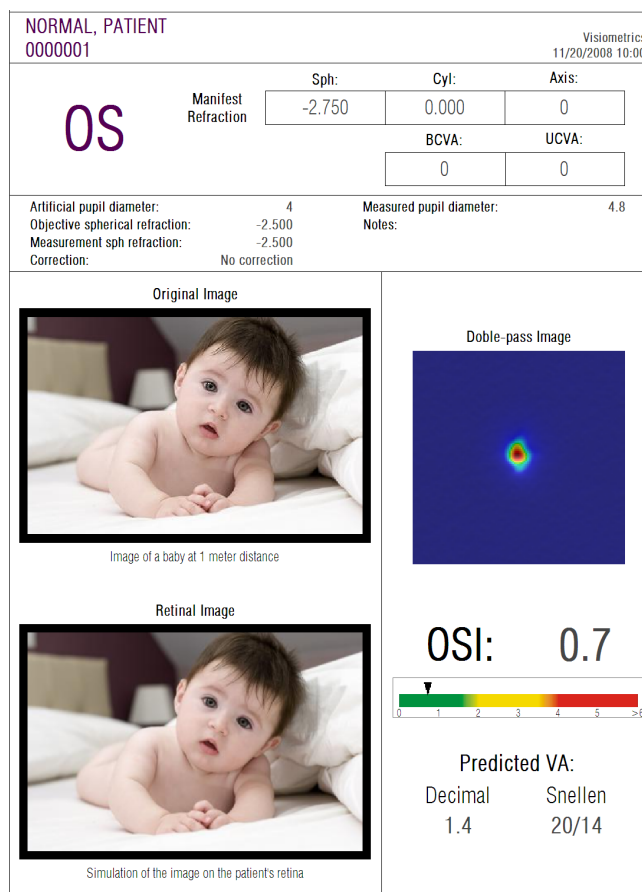 NORMAL, PATIENT
0000001
Visiometrics
11/20/2008 10:00
OS
Manifest
Refraction
Sph: Cyl: Axis:
-2.750 0.000 0
BCVA: UCVA:
0 0
Artificial pupil diameter: 4
Objective spherical refraction: -2.500
Measurement sph refraction: -2.500
Correction: No correction
Measured pupil diameter: 4.8
Notes:
Original Image
Image of a baby at 1 meter distance
Retinal Image
Simulation of the image on the patient's retina
Doble-pass Image
OSI: 0.7
0 1 2 3 4 5 >6
Predicted VA:
Decimal Snellen
1.4 20/14